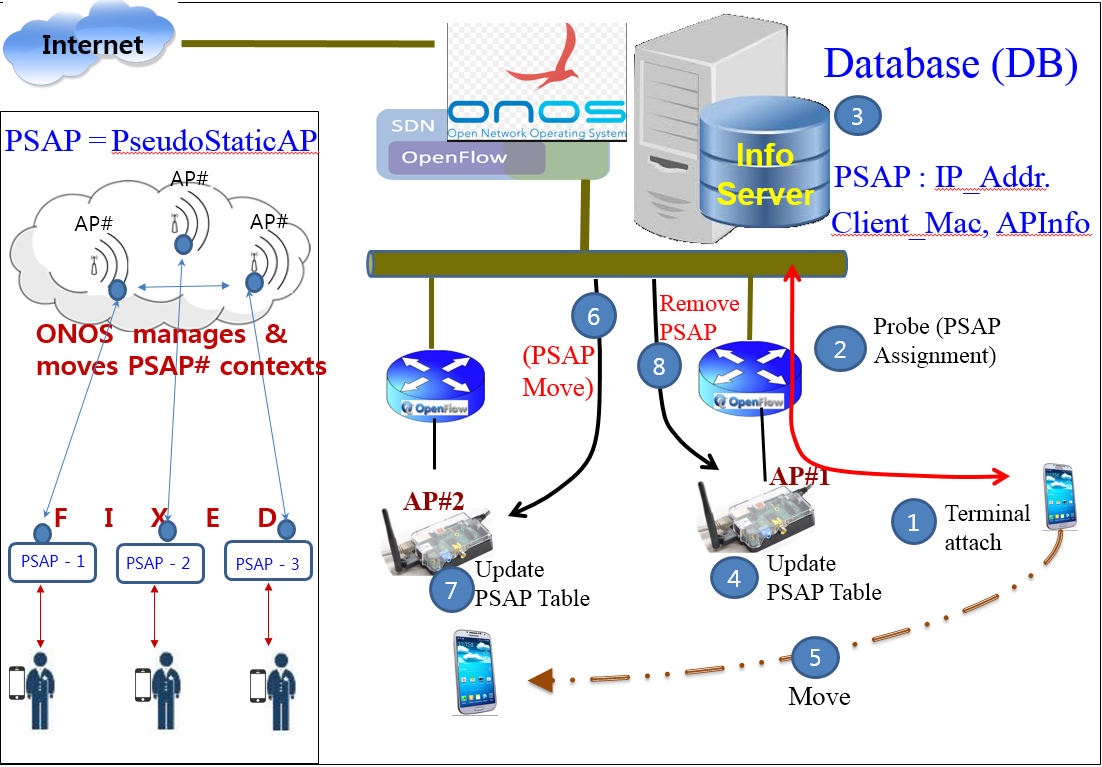 Internet
PSAP = PseudoStaticAP
AP#
AP#
AP#
ONOS manages &
moves PSAP# contexts
F I X E D
PSAP - 1
PSAP - 2
PSAP - 3
SDN
OpenFlow
onos
Open Network Operating System
Info
Server
Database (DB)
3
PSAP : IP_Addr.
Client_Mac, APInfo
6
(PSAP
Move)
Remove
PSAP
8
2
Probe (PSAP
Assignment)
OpenFlow
OpenFlow
AP#2
AP#1
1
Terminal
attach
7
Update
PSAP Table
4
Update
PSAP Table
5
Move